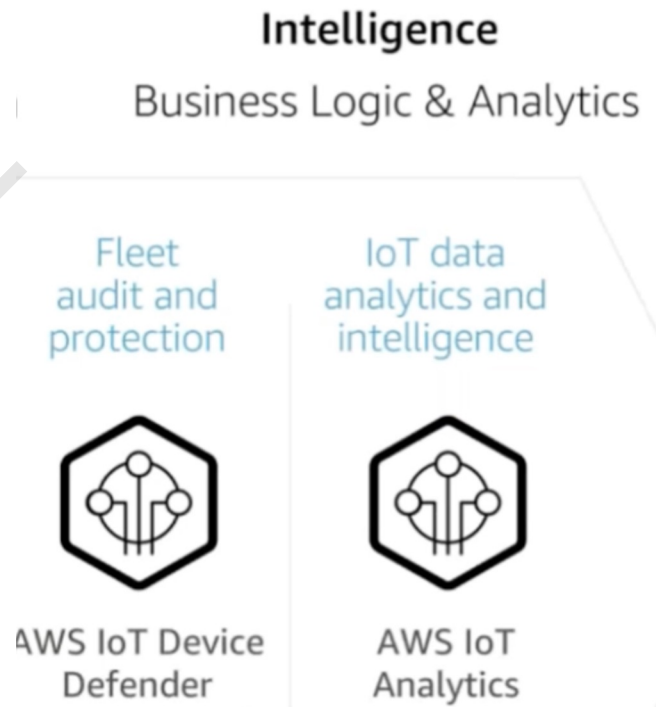 Intelligence
Business Logic & Analytics
Fleet
audit and
protection
IoT data
analytics and
intelligence
AWS IoT Device
Defender
AWS IoT
Analytics